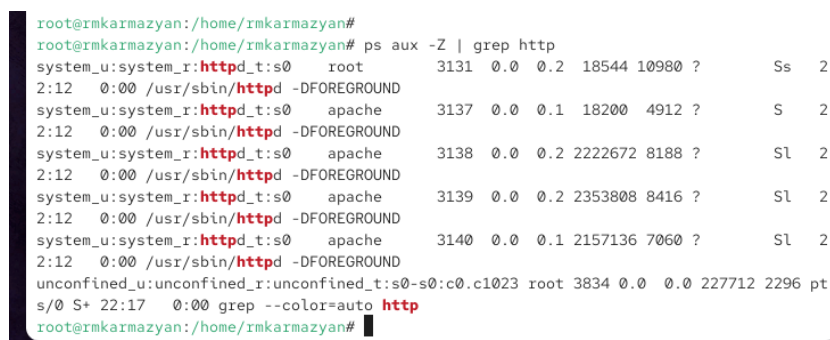 root@rmkarmazyan:/home/rmkarmazyan#
root@rmkarmazyan:/home/rmkarmazyan# ps aux -Z | grep http
system_u:system_r:httpd_t:s0    root      3131  0.0  0.2  18544 10980 ?        Ss   2
2:12   0:00 /usr/sbin/httpd -DFOREGROUND
system_u:system_r:httpd_t:s0    apache    3137  0.0  0.1  18200  4912 ?        S    2
2:12   0:00 /usr/sbin/httpd -DFOREGROUND
system_u:system_r:httpd_t:s0    apache    3138  0.0  0.2 2222672 8188 ?        Sl   2
2:12   0:00 /usr/sbin/httpd -DFOREGROUND
system_u:system_r:httpd_t:s0    apache    3139  0.0  0.2 2353808 8416 ?        Sl   2
2:12   0:00 /usr/sbin/httpd -DFOREGROUND
system_u:system_r:httpd_t:s0    apache    3140  0.0  0.1 2157136 7060 ?        Sl   2
2:12   0:00 /usr/sbin/httpd -DFOREGROUND
unconfined_u:unconfined_r:unconfined_t:s0-s0:c0.c1023 root 3834 0.0  0.0 227712 2296 pt
s/0 S+ 22:17   0:00 grep --color=auto http
root@rmkarmazyan:/home/rmkarmazyan#